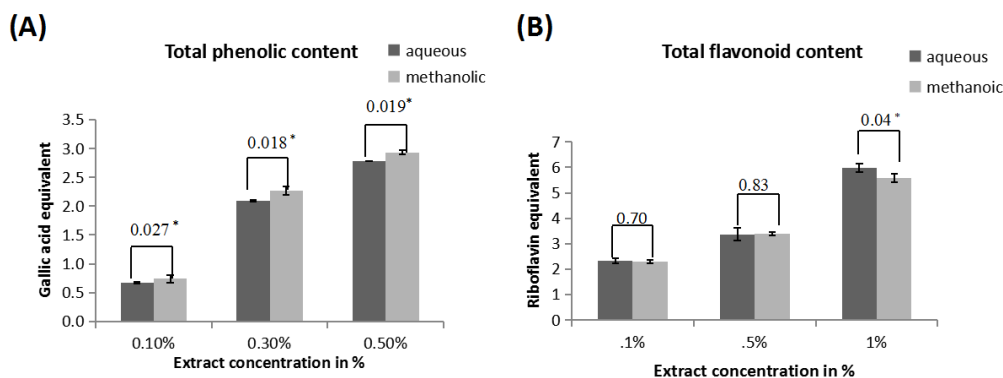 (A)
Total phenolic content
aqueous
methanolic
Gallic acid equivalent
3.5
3.0
2.5
2.0
1.5
1.0
0.5
0.0
0.027 *
0.018 *
0.019 *
0.10%
0.30%
0.50%
Extract concentration in %
(B)
Total flavonoid content
aqueous
methanoic
Riboflavin equivalent
7
6
5
4
3
2
1
0
0.70
0.83
0.04 *
.1%
.5%
1%
Extract concentration in %